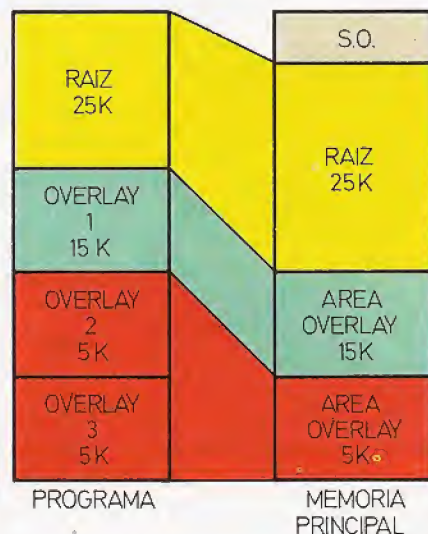 RAIZ
25K
OVERLAY
1
15 K
OVERLAY
2
5K
OVERLAY
3
5K
PROGRAMA
S.O.
RAIZ
25K
AREA
OVERLAY
15K
AREA
OVERLAY
5K
MEMORIA
PRINCIPAL